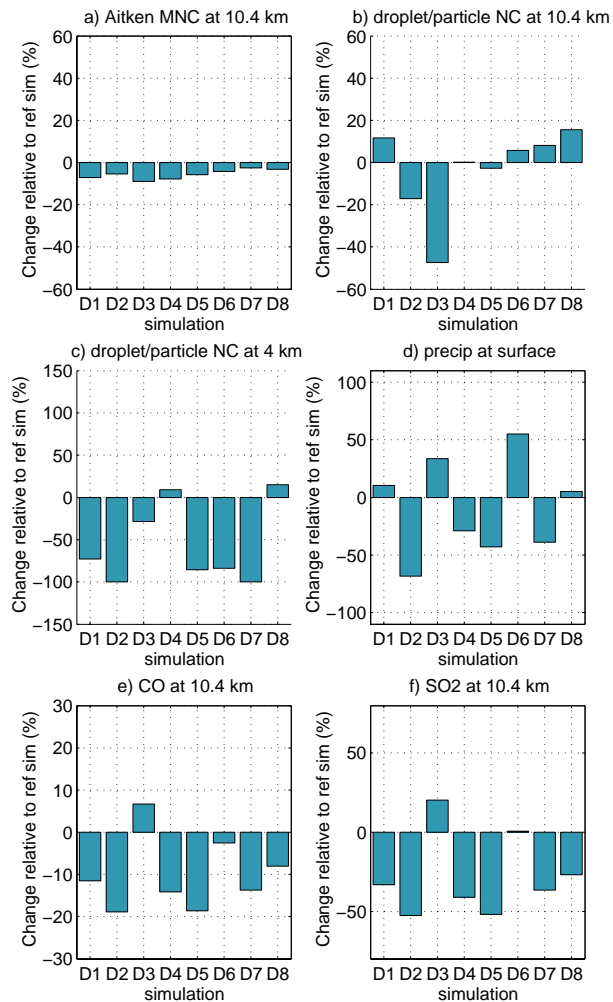 a) Aitken MNC at 10.4 km
60
40
20
0
−20
−40
−60
Change relative to ref sim (%)
D1 D2 D3 D4 D5 D6 D7 D8
simulation
b) droplet/particle NC at 10.4 km
60
40
20
0
−20
−40
−60
Change relative to ref sim (%)
D1 D2 D3 D4 D5 D6 D7 D8
simulation
c) droplet/particle NC at 4 km
150
100
50
0
−50
−100
−150
Change relative to ref sim (%)
D1 D2 D3 D4 D5 D6 D7 D8
simulation
d) precip at surface
100
50
0
−50
−100
Change relative to ref sim (%)
D1 D2 D3 D4 D5 D6 D7 D8
simulation
e) CO at 10.4 km
30
20
10
0
−10
−20
−30
Change relative to ref sim (%)
D1 D2 D3 D4 D5 D6 D7 D8
simulation
f) SO2 at 10.4 km
50
0
−50
Change relative to ref sim (%)
D1 D2 D3 D4 D5 D6 D7 D8
simulation